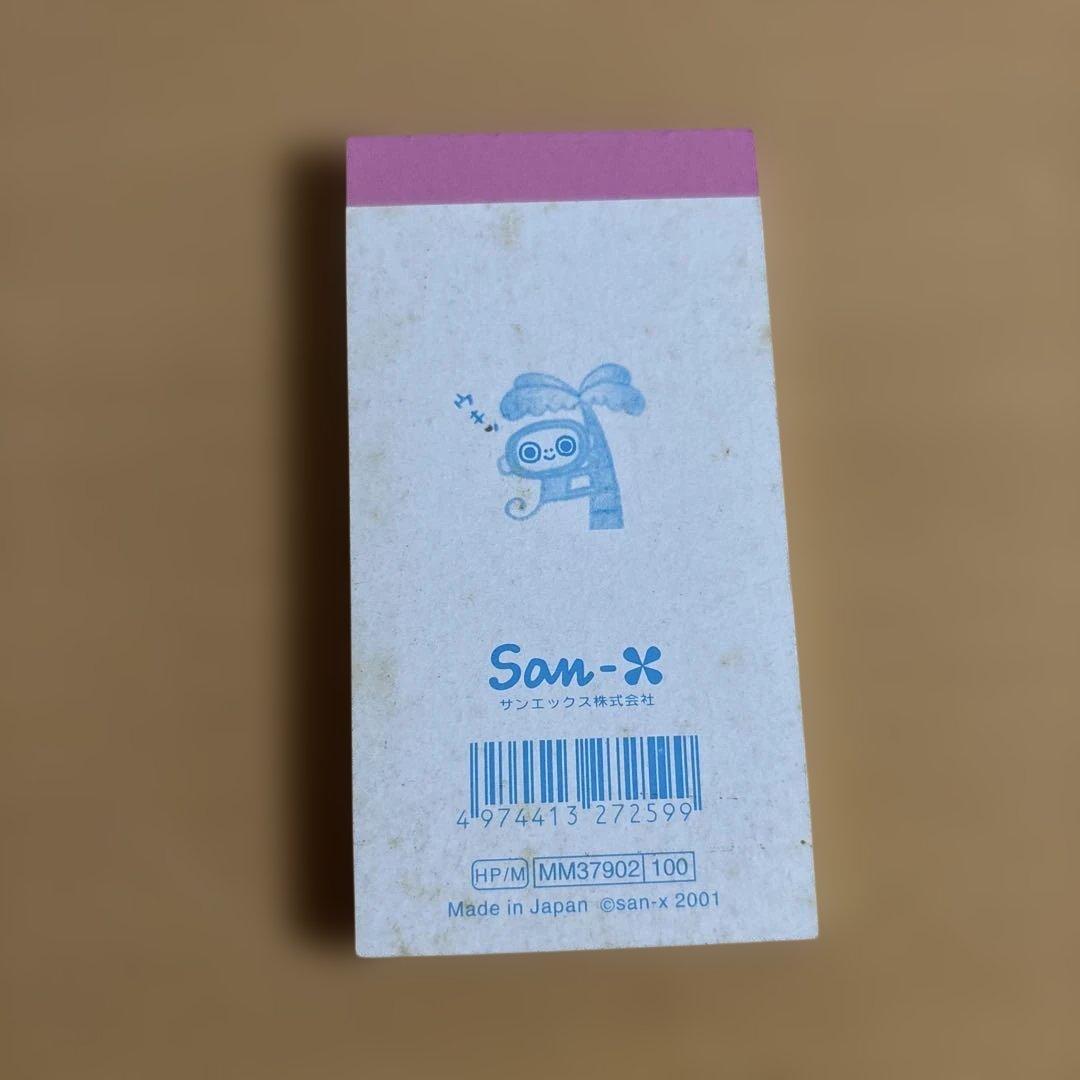 ウキッ
San-X
サンエックス株式会社
4 974413 272599
HP/M MM37902 100
Made in Japan ©san-x 2001